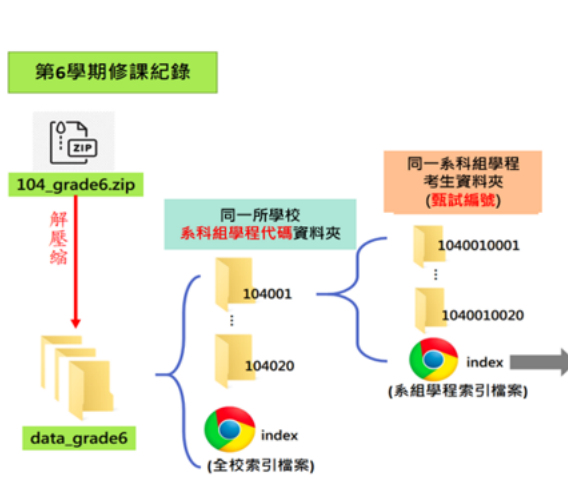 第6學期修課紀錄
ZIP
104_grade6.zip
解
壓
縮
data_grade6
同一所學校
系科組學程代碼資料夾
104001
⋮
104020
index
(全校索引檔案)
同一系科組學程
考生資料夾
(甄試編號)
1040010001
⋮
1040010020
index
(系組學程索引檔案)